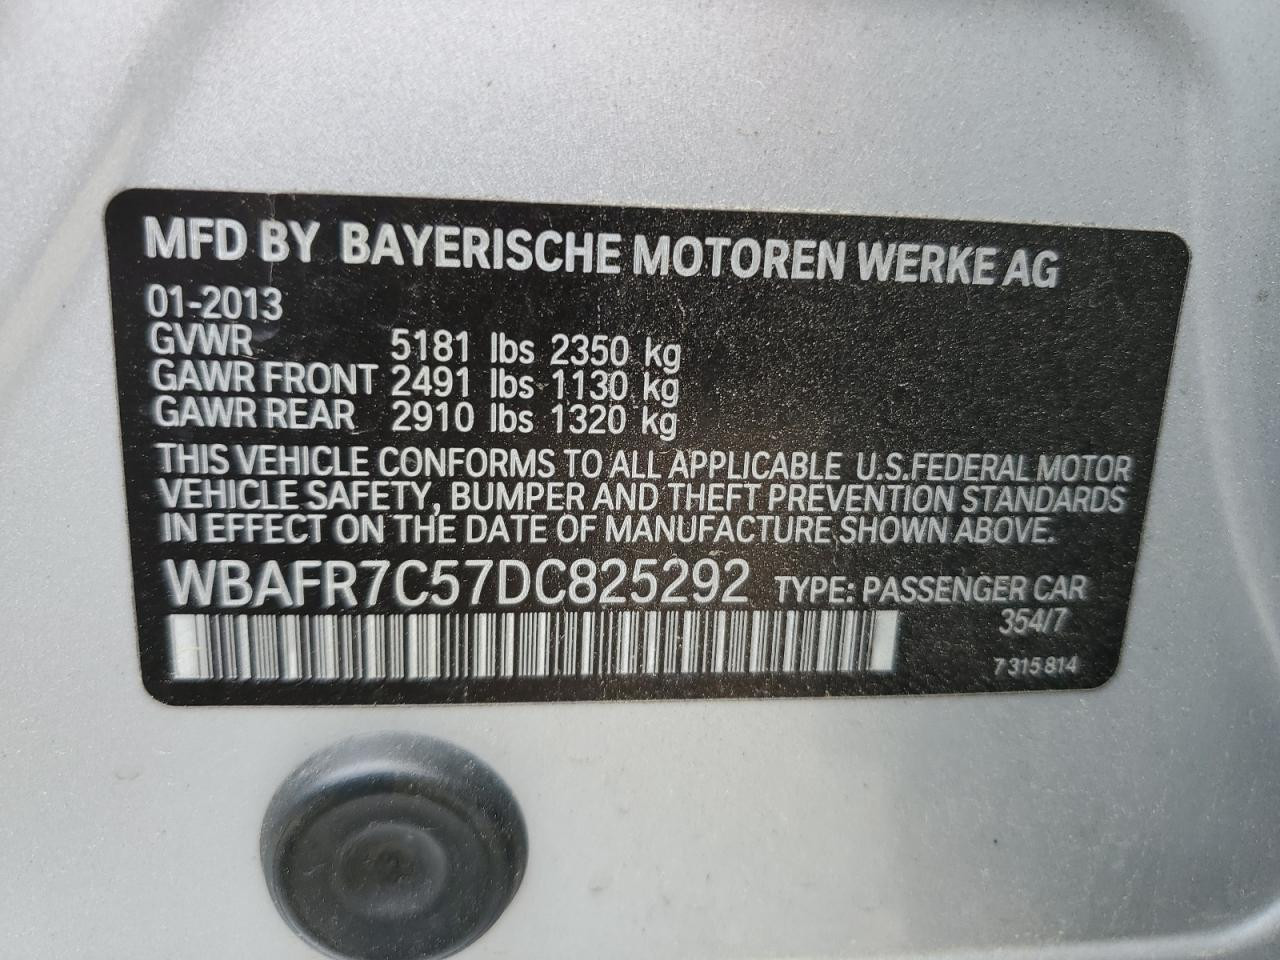 MFD BY BAYERISCHE MOTOREN WERKE AG
01-2013
GVWR 5181 lbs 2350 kg
GAWR FRONT 2491 lbs 1130 kg
GAWR REAR 2910 lbs 1320 kg
THIS VEHICLE CONFORMS TO ALL APPLICABLE U.S.FEDERAL MOTOR
VEHICLE SAFETY, BUMPER AND THEFT PREVENTION STANDARDS
IN EFFECT ON THE DATE OF MANUFACTURE SHOWN ABOVE.
WBAFR7C57DC825292 TYPE: PASSENGER CAR
354/7
7 315 814